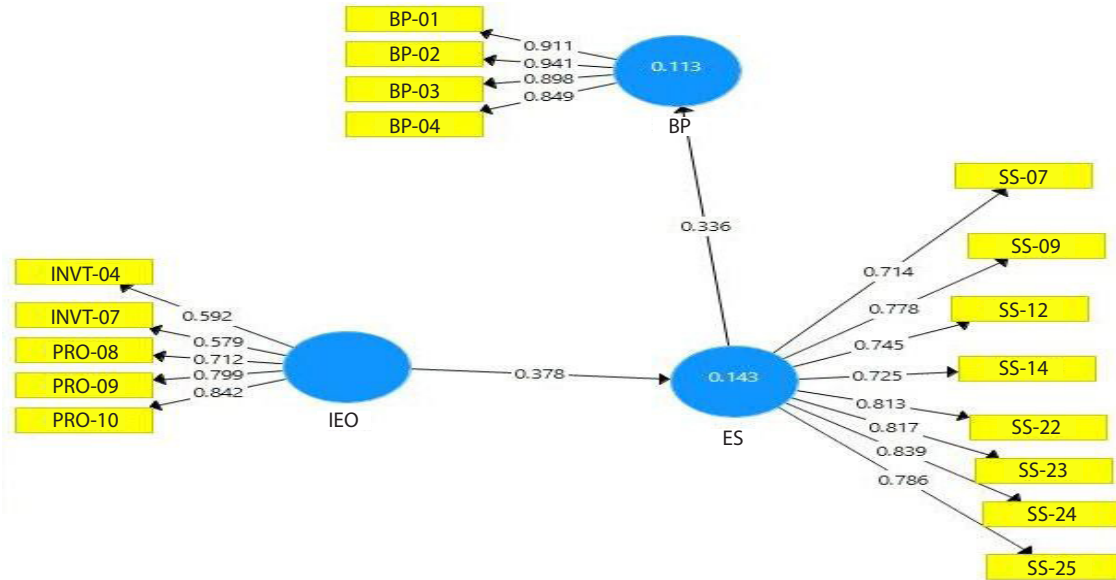 BP-01
BP-02
BP-03
BP-04
0.911
0.941
0.898
0.849
0.113
BP
0.336
SS-07
SS-09
SS-12
SS-14
SS-22
SS-23
SS-24
SS-25
0.714
0.778
0.745
0.725
0.813
0.817
0.839
0.786
INVT-04
INVT-07
PRO-08
PRO-09
PRO-10
0.592
0.579
0.712
0.799
0.842
IEO
0.378
0.143
ES